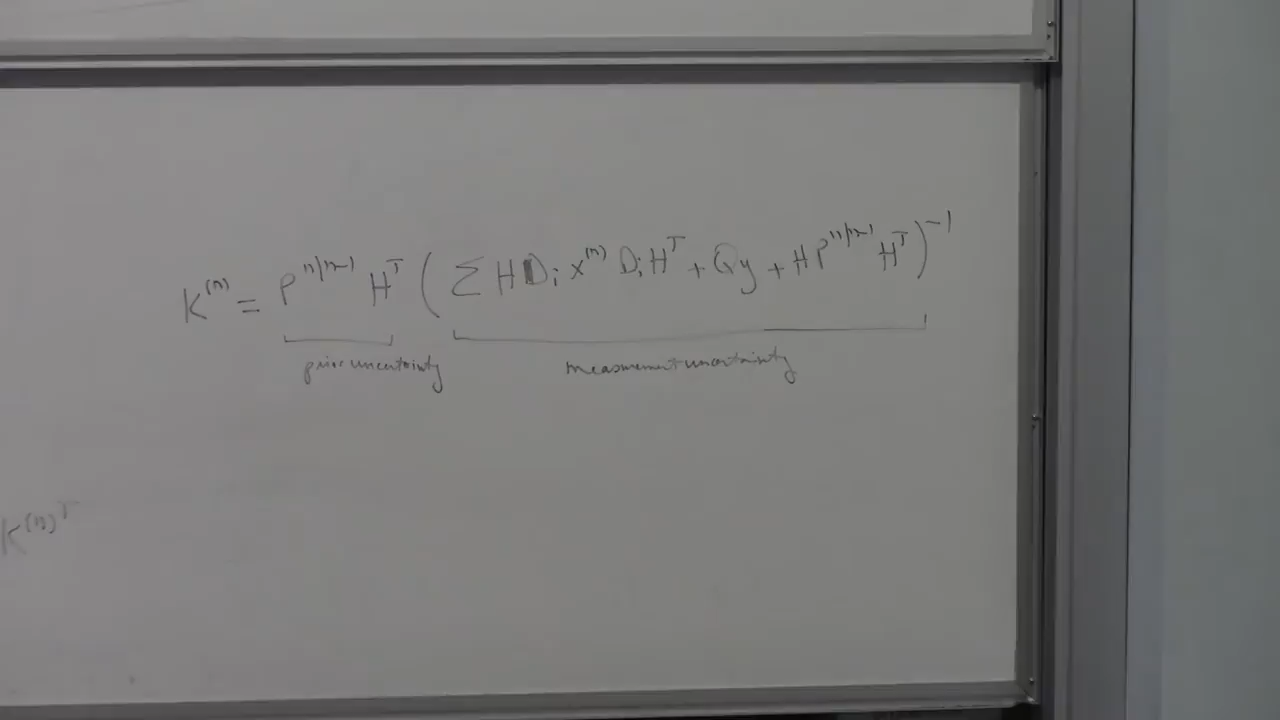 K⁽ⁿ⁾ = P^{n|n-1} H^T ( Σ H D_i X⁽ⁿ⁾ D_i H^T + Q_y + H P^{n|n-1} H^T )^{-1}
prior uncertainty measurement uncertainty
K⁽ⁿ⁾^T